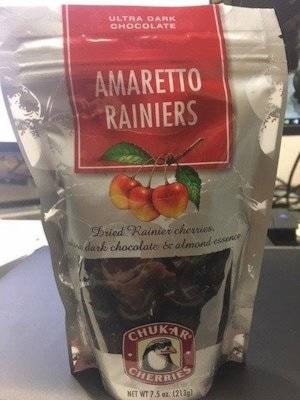 ULTRA DARK
CHOCOLATE
AMARETTO
RAINIERS
Dried Rainier cherries,
dark chocolate & almond essence
CHUKAR
CHERRIES
NET WT 7.5 oz. (213g)